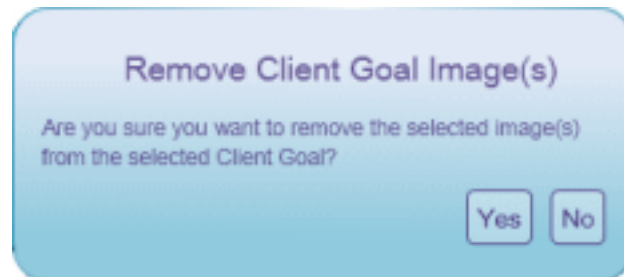 Remove Client Goal Image(s)
Are you sure you want to remove the selected image(s)
from the selected Client Goal?
Yes No